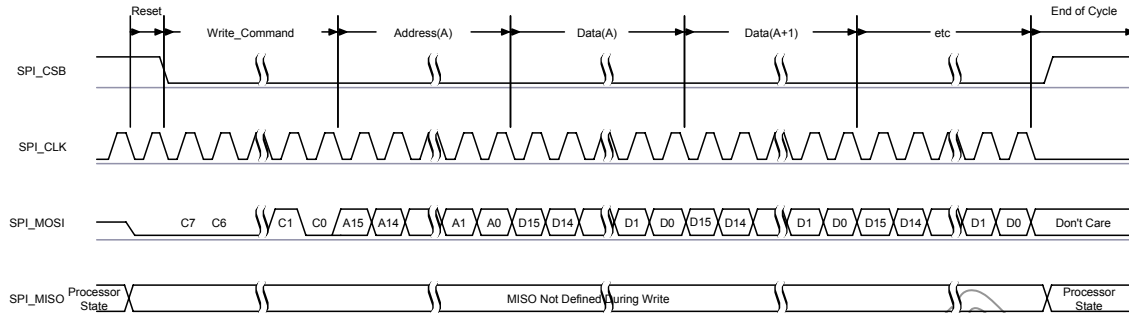 Reset
End of Cycle
Write_Command Address(A) Data(A) Data(A+1) etc
SPI_CSB
SPI_CLK
SPI_MOSI C7 C6 C1 C0 A15 A14 A1 A0 D15 D14 D1 D0 D15 D14 D1 D0 D15 D14 D1 D0 Don't Care
SPI_MISO Processor State MISO Not Defined During Write Processor State